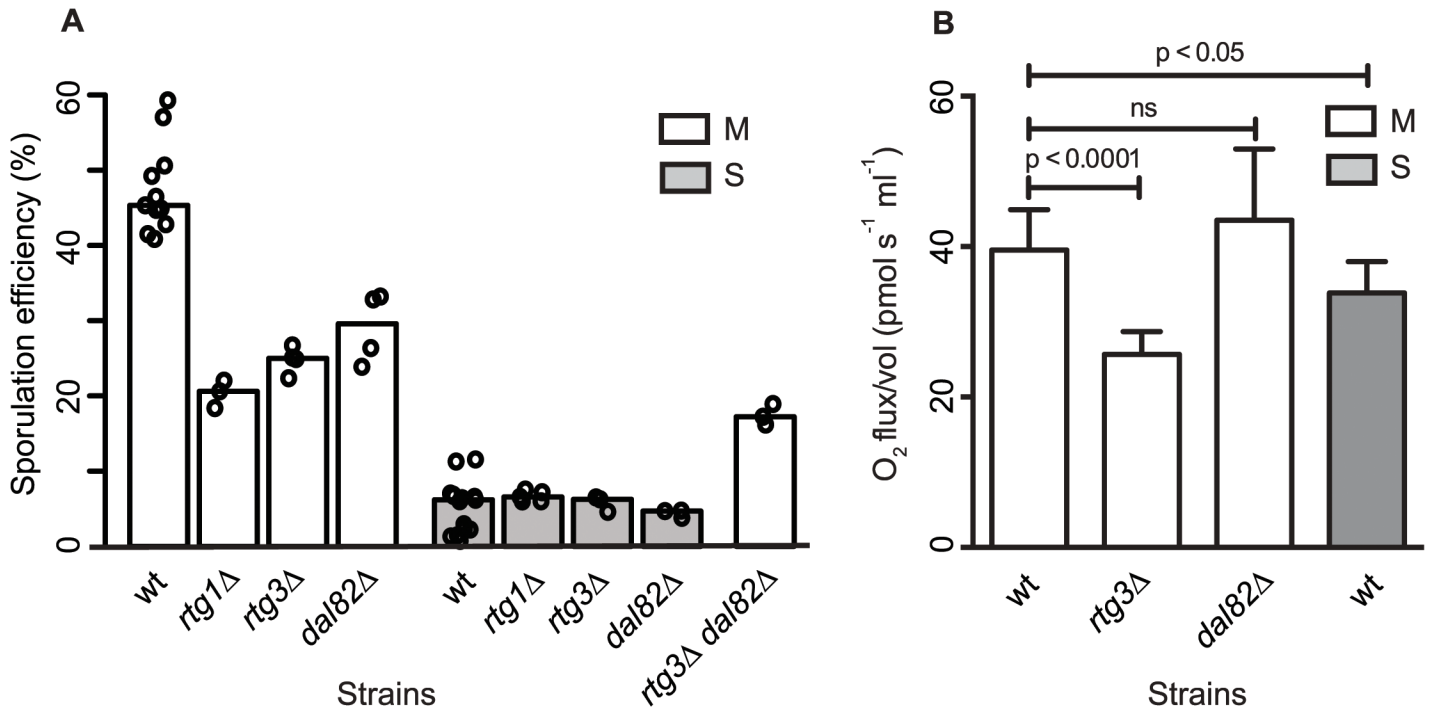 A
Sporulation efficiency (%)
60
40
20
0
M
S
wt
rtg1Δ
rtg3Δ
dal82Δ
wt
rtg1Δ
rtg3Δ
dal82Δ
rtg3Δ dal82Δ
Strains
B
O2 flux/vol (pmol s-1 ml-1)
60
40
20
0
p < 0.05
ns
p < 0.0001
M
S
wt
rtg3Δ
dal82Δ
wt
Strains